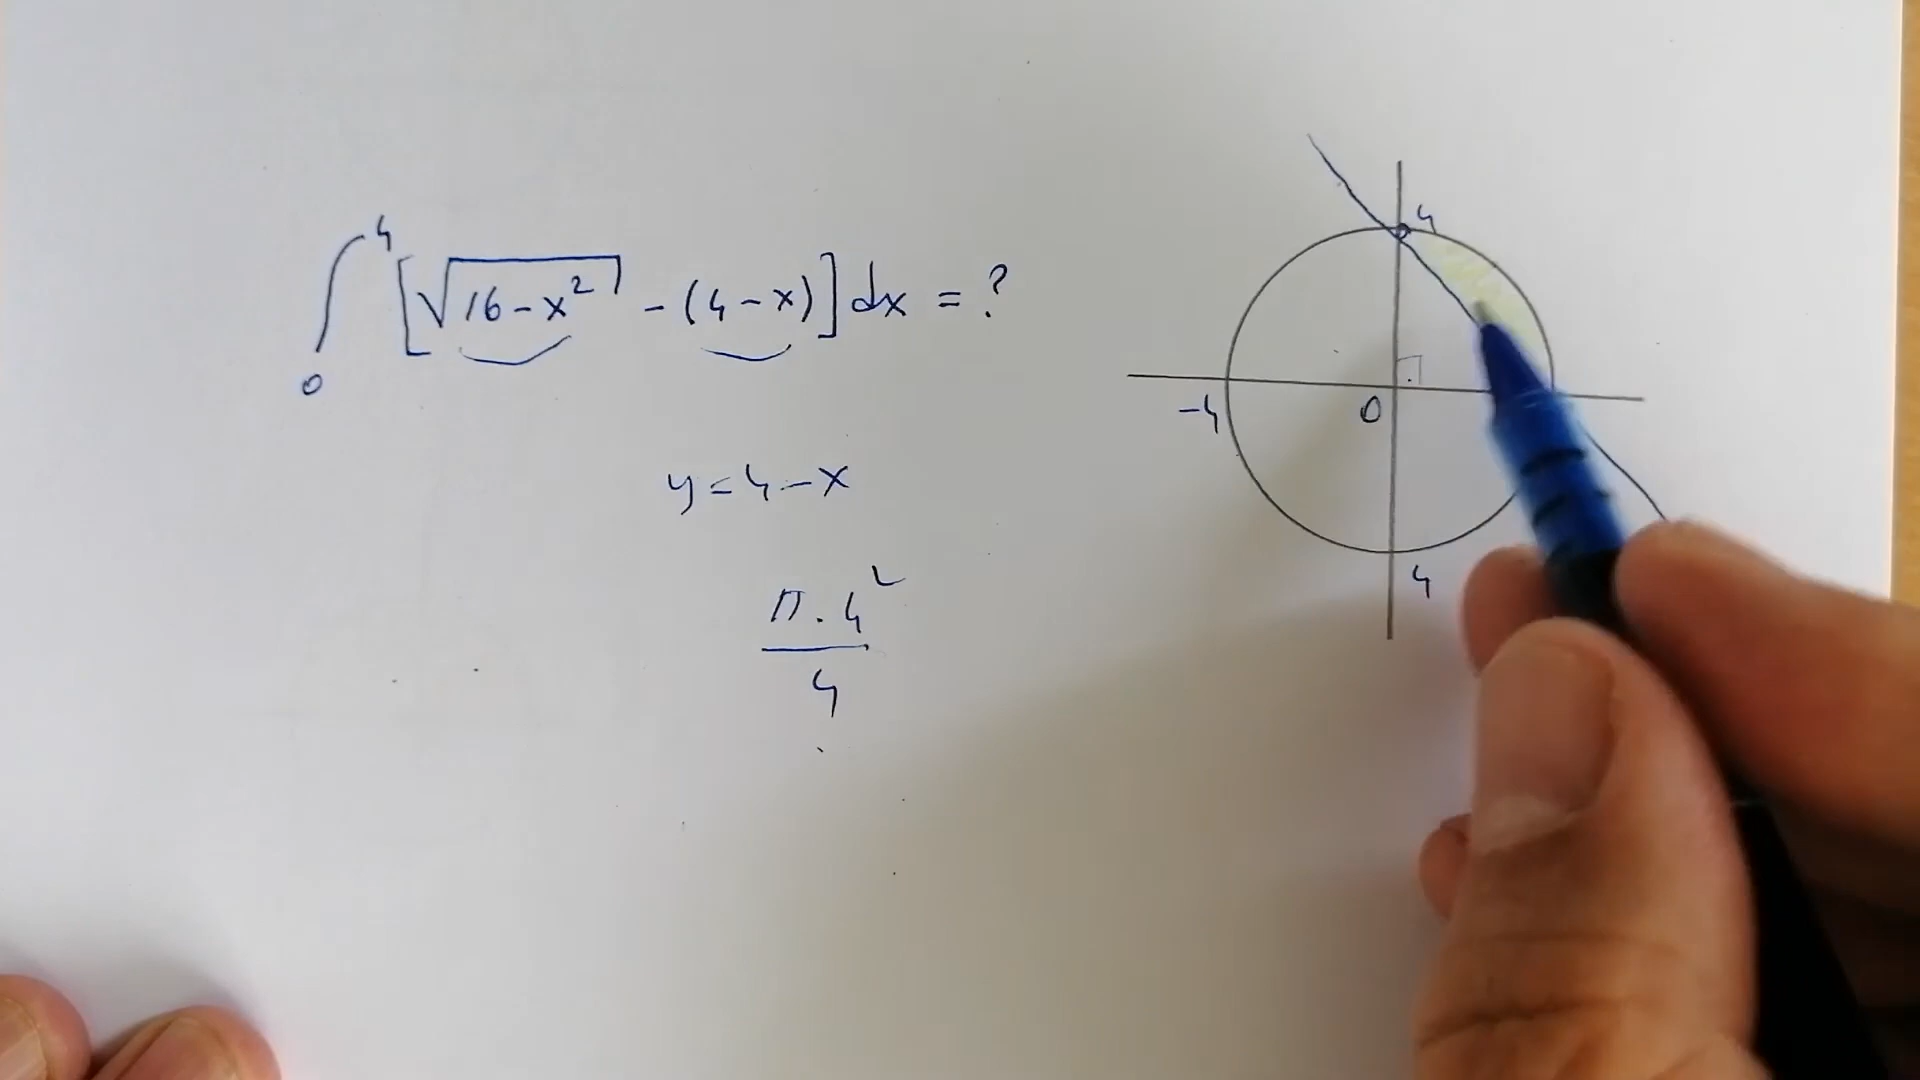 ∫₀⁴ [√(16-x²) - (4-x)] dx = ?
y = 4 - x
π . 4²
4
4
-4
0
4